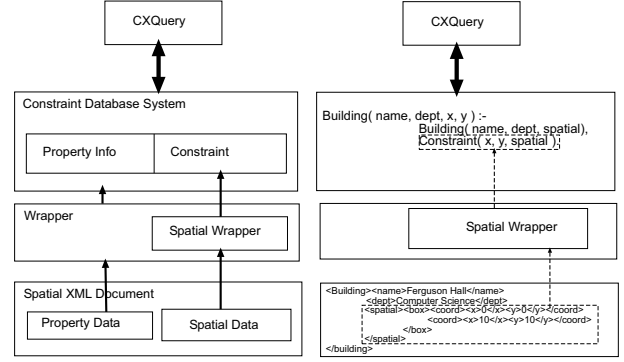 CXQuery
Constraint Database System
Property Info
Constraint
Wrapper
Spatial Wrapper
Spatial XML Document
Property Data
Spatial Data
CXQuery
Building( name, dept, x, y ) :-
Building( name, dept, spatial),
Constraint( x, y, spatial ).
Spatial Wrapper
<Building><name>Ferguson Hall</name>
<dept>Computer Science</dept>
<spatial><box><coord><x>0</x><y>0</y></coord>
<coord><x>10</x><y>10</y></coord>
</box>
</spatial>
</building>